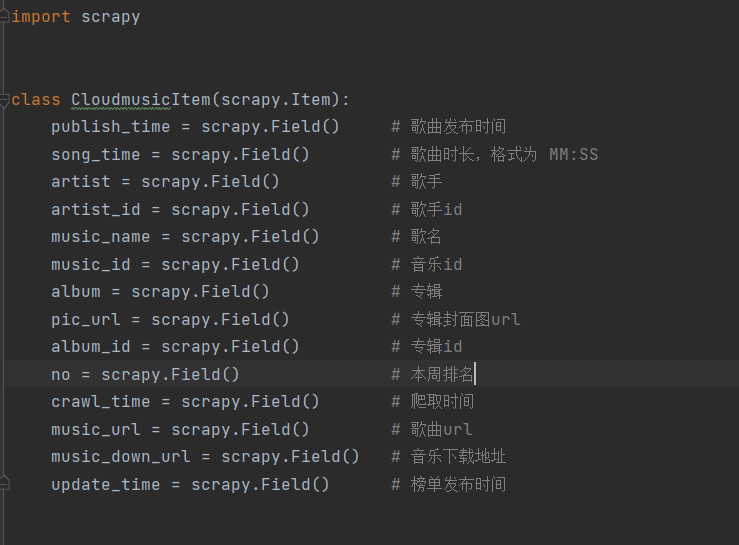 import scrapy
class CloudmusicItem(scrapy.Item):
publish_time = scrapy.Field() # 歌曲发布时间
song_time = scrapy.Field() # 歌曲时长，格式为 MM:SS
artist = scrapy.Field() # 歌手
artist_id = scrapy.Field() # 歌手id
music_name = scrapy.Field() # 歌名
music_id = scrapy.Field() # 音乐id
album = scrapy.Field() # 专辑
pic_url = scrapy.Field() # 专辑封面图url
album_id = scrapy.Field() # 专辑id
no = scrapy.Field() # 本周排名
crawl_time = scrapy.Field() # 爬取时间
music_url = scrapy.Field() # 歌曲url
music_down_url = scrapy.Field() # 音乐下载地址
update_time = scrapy.Field() # 榜单发布时间